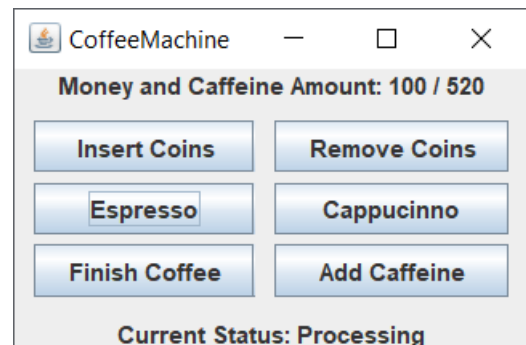 CoffeeMachine
Money and Caffeine Amount: 100 / 520
Insert Coins Remove Coins
Espresso Cappucinno
Finish Coffee Add Caffeine
Current Status: Processing